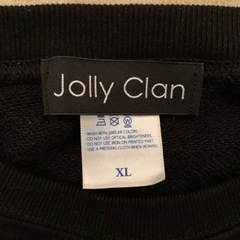 Jolly Clan
WASH WITH SIMILAR COLORS
DO NOT USE OPTICAL BRIGHTENERS
DO NOT USE IRON ON PRINTED PART
USE A CLOTH WHEN IRONING
XL